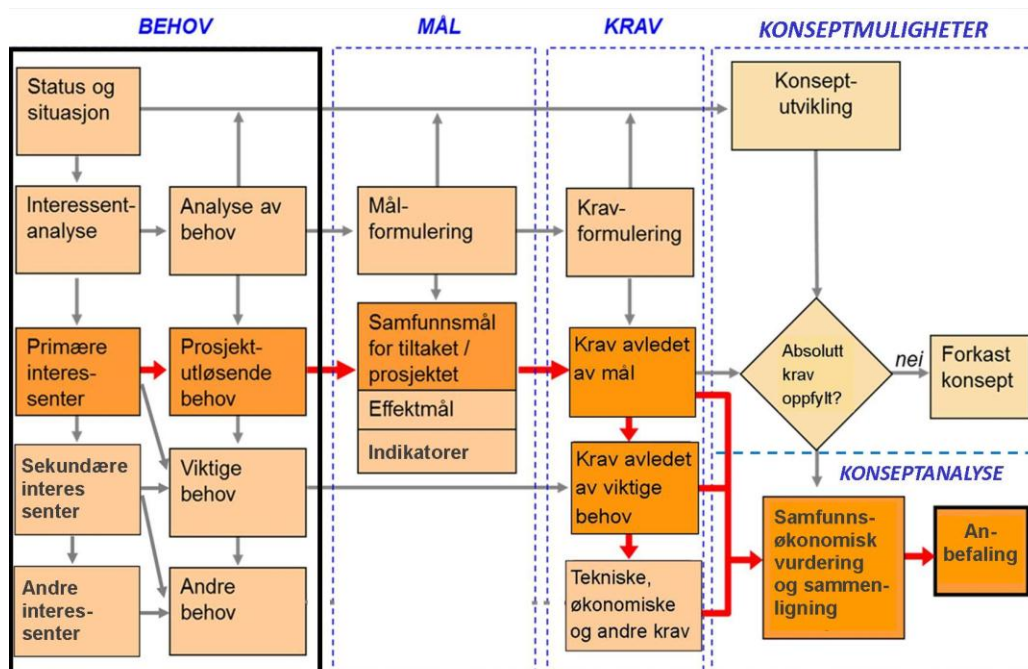 BEHOV
MÅL
KRAV
KONSEPTMULIGHETER
Status og
situasjon
Interessent-
analyse
Primære
interes-
senter
Sekundære
interes
senter
Andre
interes-
senter
Analyse av
behov
Prosjekt-
utløsende
behov
Viktige
behov
Andre
behov
Mål-
formulering
Samfunnsmål
for tiltaket /
prosjektet
Effektmål
Indikatorer
Krav-
formulering
Krav avledet
av mål
Krav avledet
av viktige
behov
Tekniske,
økonomiske
og andre krav
Konsept-
utvikling
Absolutt
krav
oppfylt?
nei
Forkast
konsept
KONSEPTANALYSE
Samfunns-
økonomisk
vurdering
og sammen-
ligning
An-
befaling